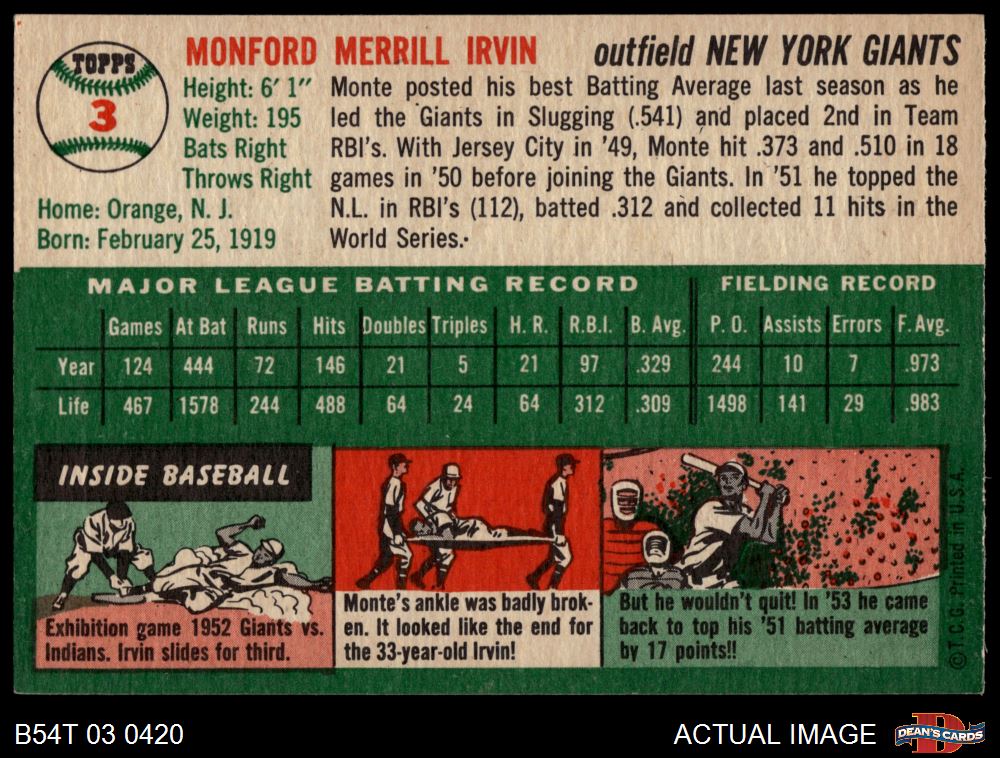 TOPPS
3
MONFORD MERRILL IRVIN outfield NEW YORK GIANTS
Height: 6' 1"
Weight: 195
Bats Right
Throws Right
Home: Orange, N. J.
Born: February 25, 1919
Monte posted his best Batting Average last season as he
led the Giants in Slugging (.541) and placed 2nd in Team
RBI's. With Jersey City in '49, Monte hit .373 and .510 in 18
games in '50 before joining the Giants. In '51 he topped the
N.L. in RBI's (112), batted .312 and collected 11 hits in the
World Series.
MAJOR LEAGUE BATTING RECORD FIELDING RECORD
Games At Bat Runs Hits Doubles Triples H. R. R.B.I. B. Avg. P. O. Assists Errors F. Avg.
Year 124 444 72 146 21 5 21 97 .329 244 10 7 .973
Life 467 1578 244 488 64 24 64 312 .309 1498 141 29 .983
INSIDE BASEBALL
Exhibition game 1952 Giants vs.
Indians. Irvin slides for third.
Monte's ankle was badly brok-
en. It looked like the end for
the 33-year-old Irvin!
But he wouldn't quit! In '53 he came
back to top his '51 batting average
by 17 points!!
© T. C. G. Printed in U.S.A.
B54T 03 0420
ACTUAL IMAGE
D
DEAN'S CARDS